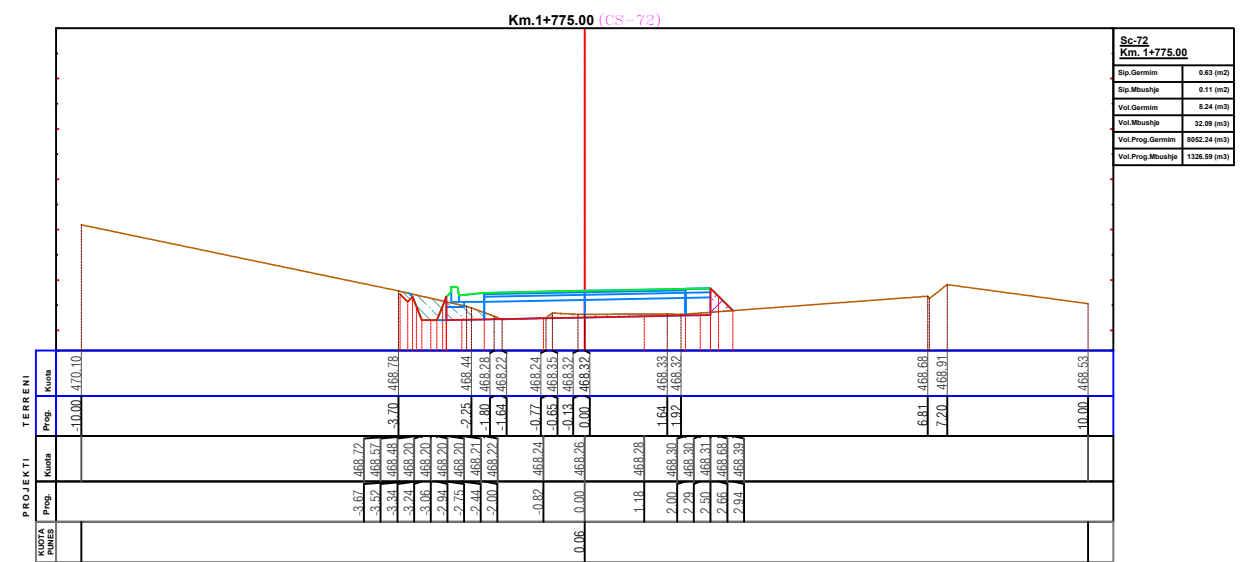 Km.1+775.00 (CS-72)
Sc-72
Km. 1+775.00
Sip.Germim 0.63 (m2)
Sip.Mbushje 0.11 (m2)
Vol.Germim 8.24 (m3)
Vol.Mbushje 32.09 (m3)
Vol.Prog.Germim 8052.24 (m3)
Vol.Prog.Mbushje 1326.59 (m3)
TERRENI
Kuota 470.10 468.78 468.44 468.28 468.22 468.24 468.35 468.32 468.32 468.33 468.32 468.68 468.91 468.53
Prog. -10.00 -3.70 -2.25 -1.80 -1.64 -0.77 -0.65 -0.13 0.00 1.64 1.92 6.81 7.20 10.00
PROJEKTI
Kuota 468.72 468.57 468.48 468.20 468.20 468.20 468.20 468.21 468.22 468.24 468.26 468.28 468.30 468.30 468.31 468.68 468.39
Prog. -3.67 -3.52 -3.34 -3.24 -3.06 -2.94 -2.75 -2.44 -2.00 -0.82 0.00 1.18 2.00 2.29 2.50 2.66 2.94
KUOTA
PUNES
0.06